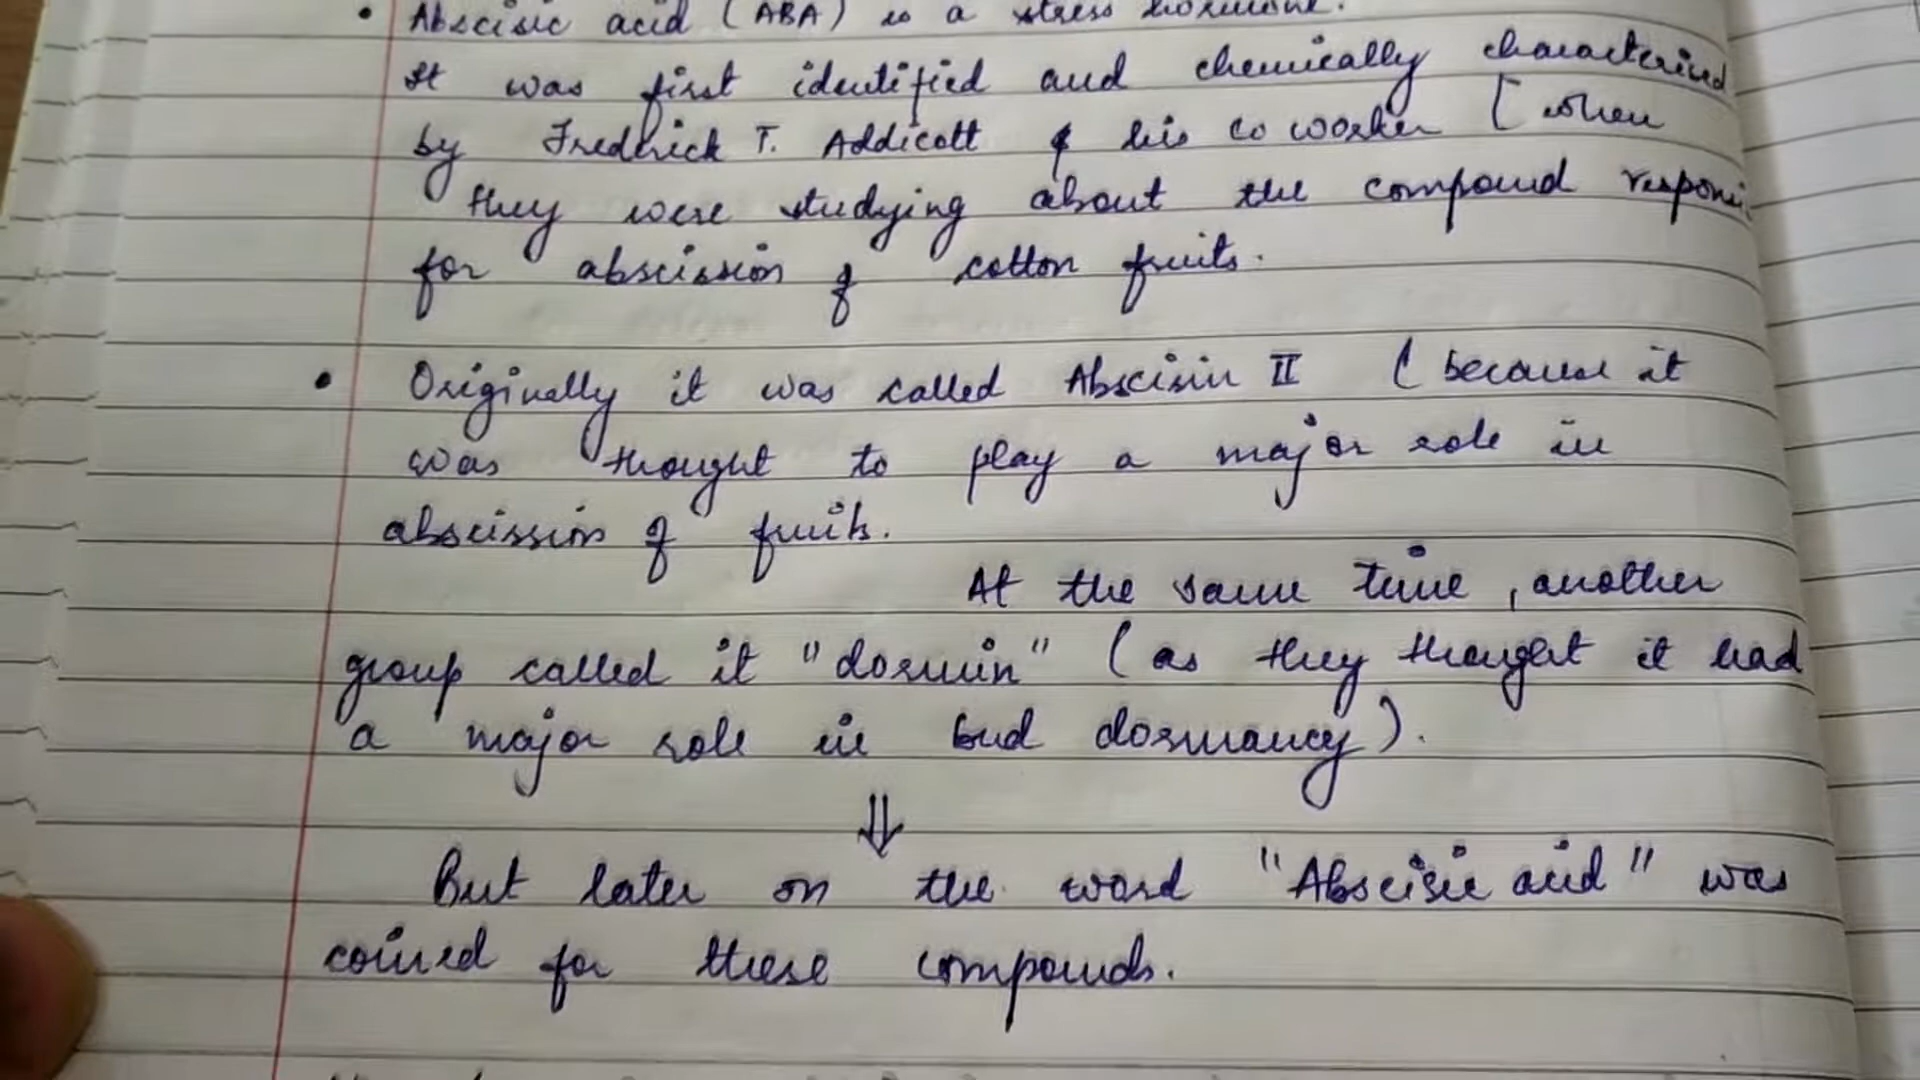 • Abscisic acid (ABA) is a stress hormone.
It was first identified and chemically characterised
by Fredrick T. Addicott & his co worker [ when
they were studying about the compound
for abscission of cotton fruits.
• Originally it was called Abscisin II ( because it
was thought to play a major role in
abscission of fruits.
At the same time, another
group called it "dormin" ( as they thought it had
a major role in bud dormancy).
⇓
But later on the word "Abscisic acid" was
coined for these compounds.